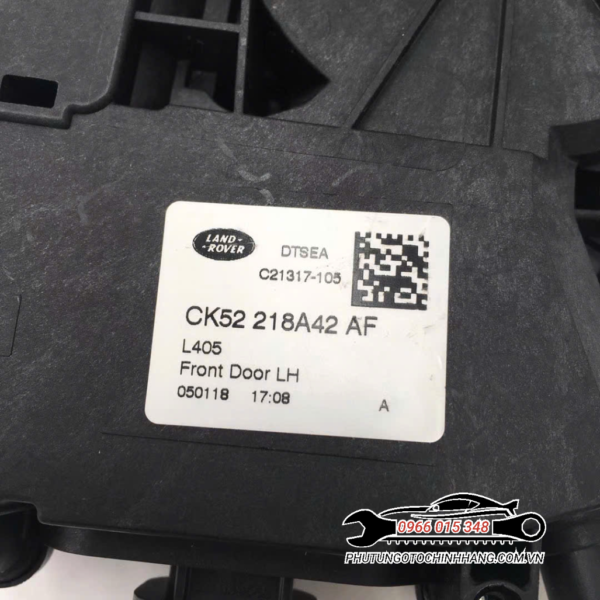 LAND-
ROVER
DTSEA
C21317-105
CK52 218A42 AF
L405
Front Door LH
050118 17:08
A
0966 015 348
PHUTUNGOTOCHINHHANG.COM.VN